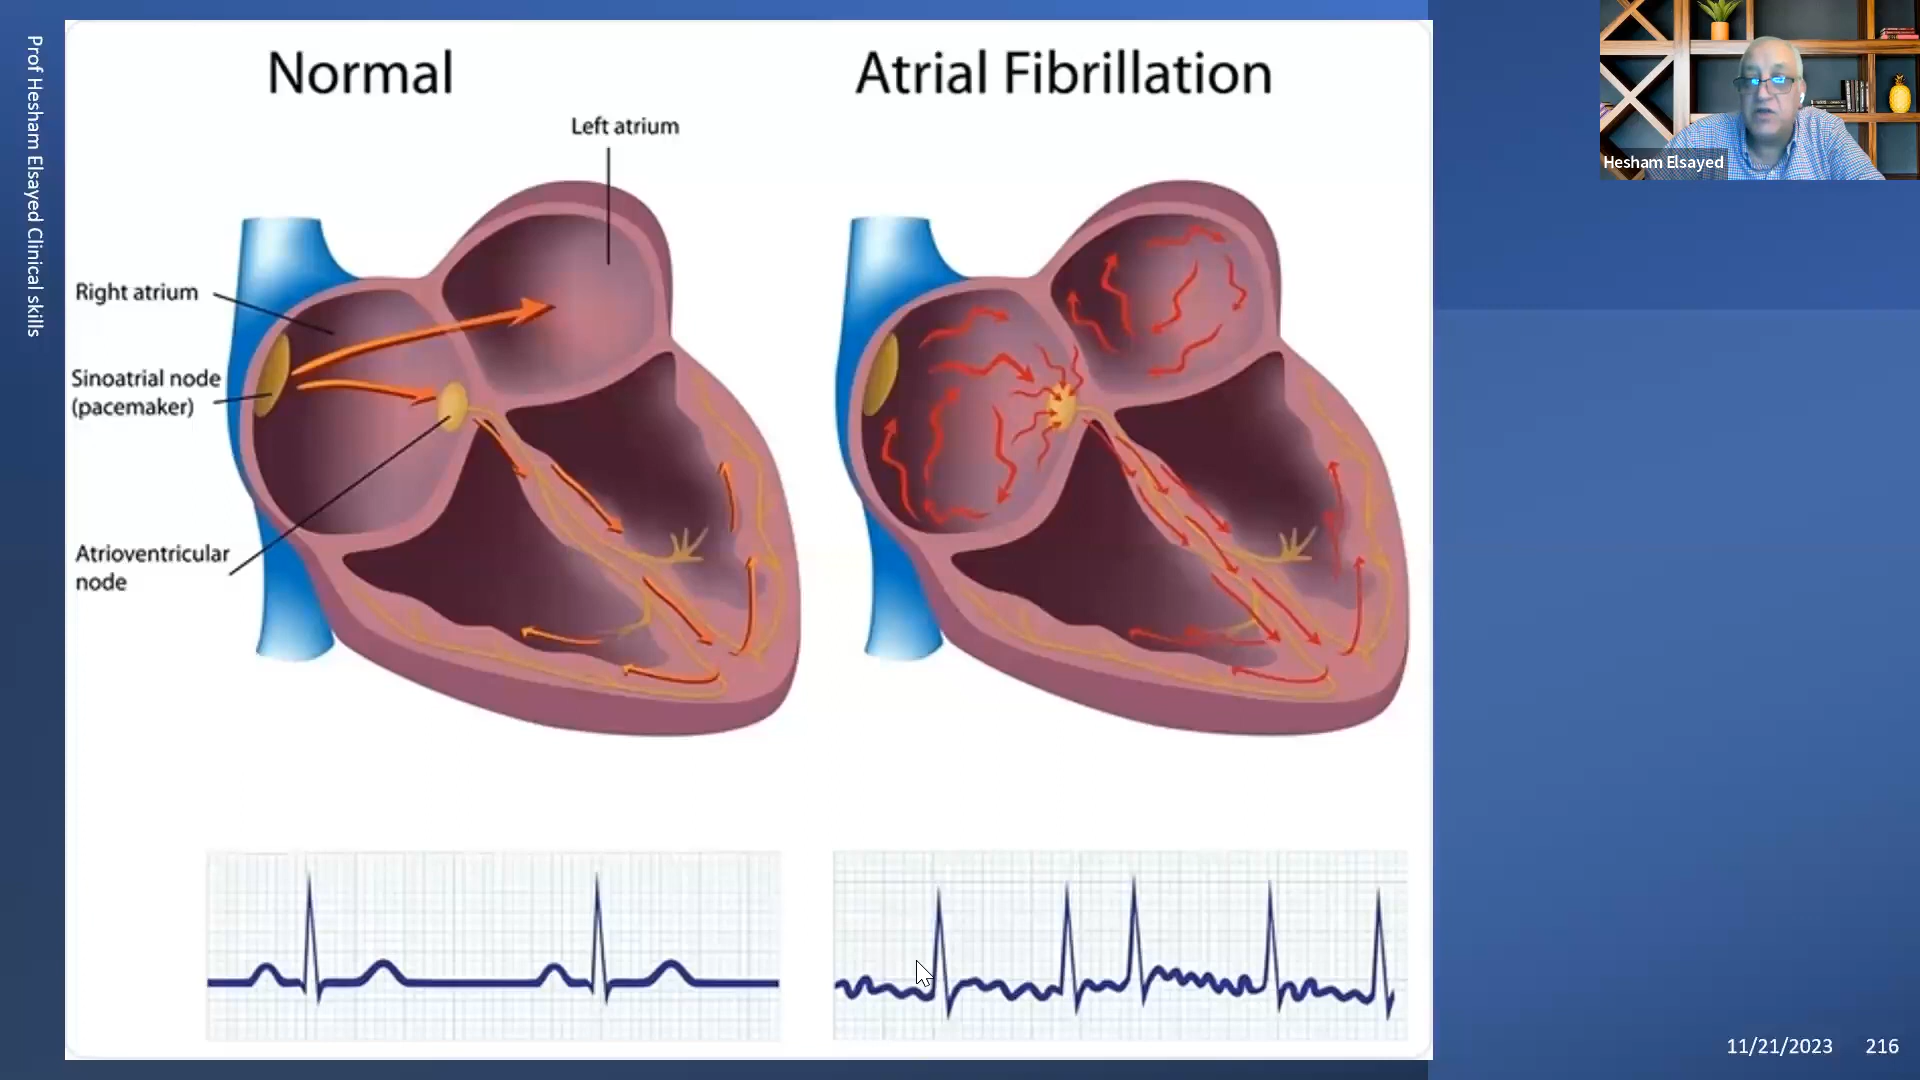 Prof Hesham Elsayed Clinical skills
Normal
Atrial Fibrillation
Left atrium
Right atrium
Sinoatrial node
(pacemaker)
Atrioventricular
node
Hesham Elsayed
11/21/2023
216